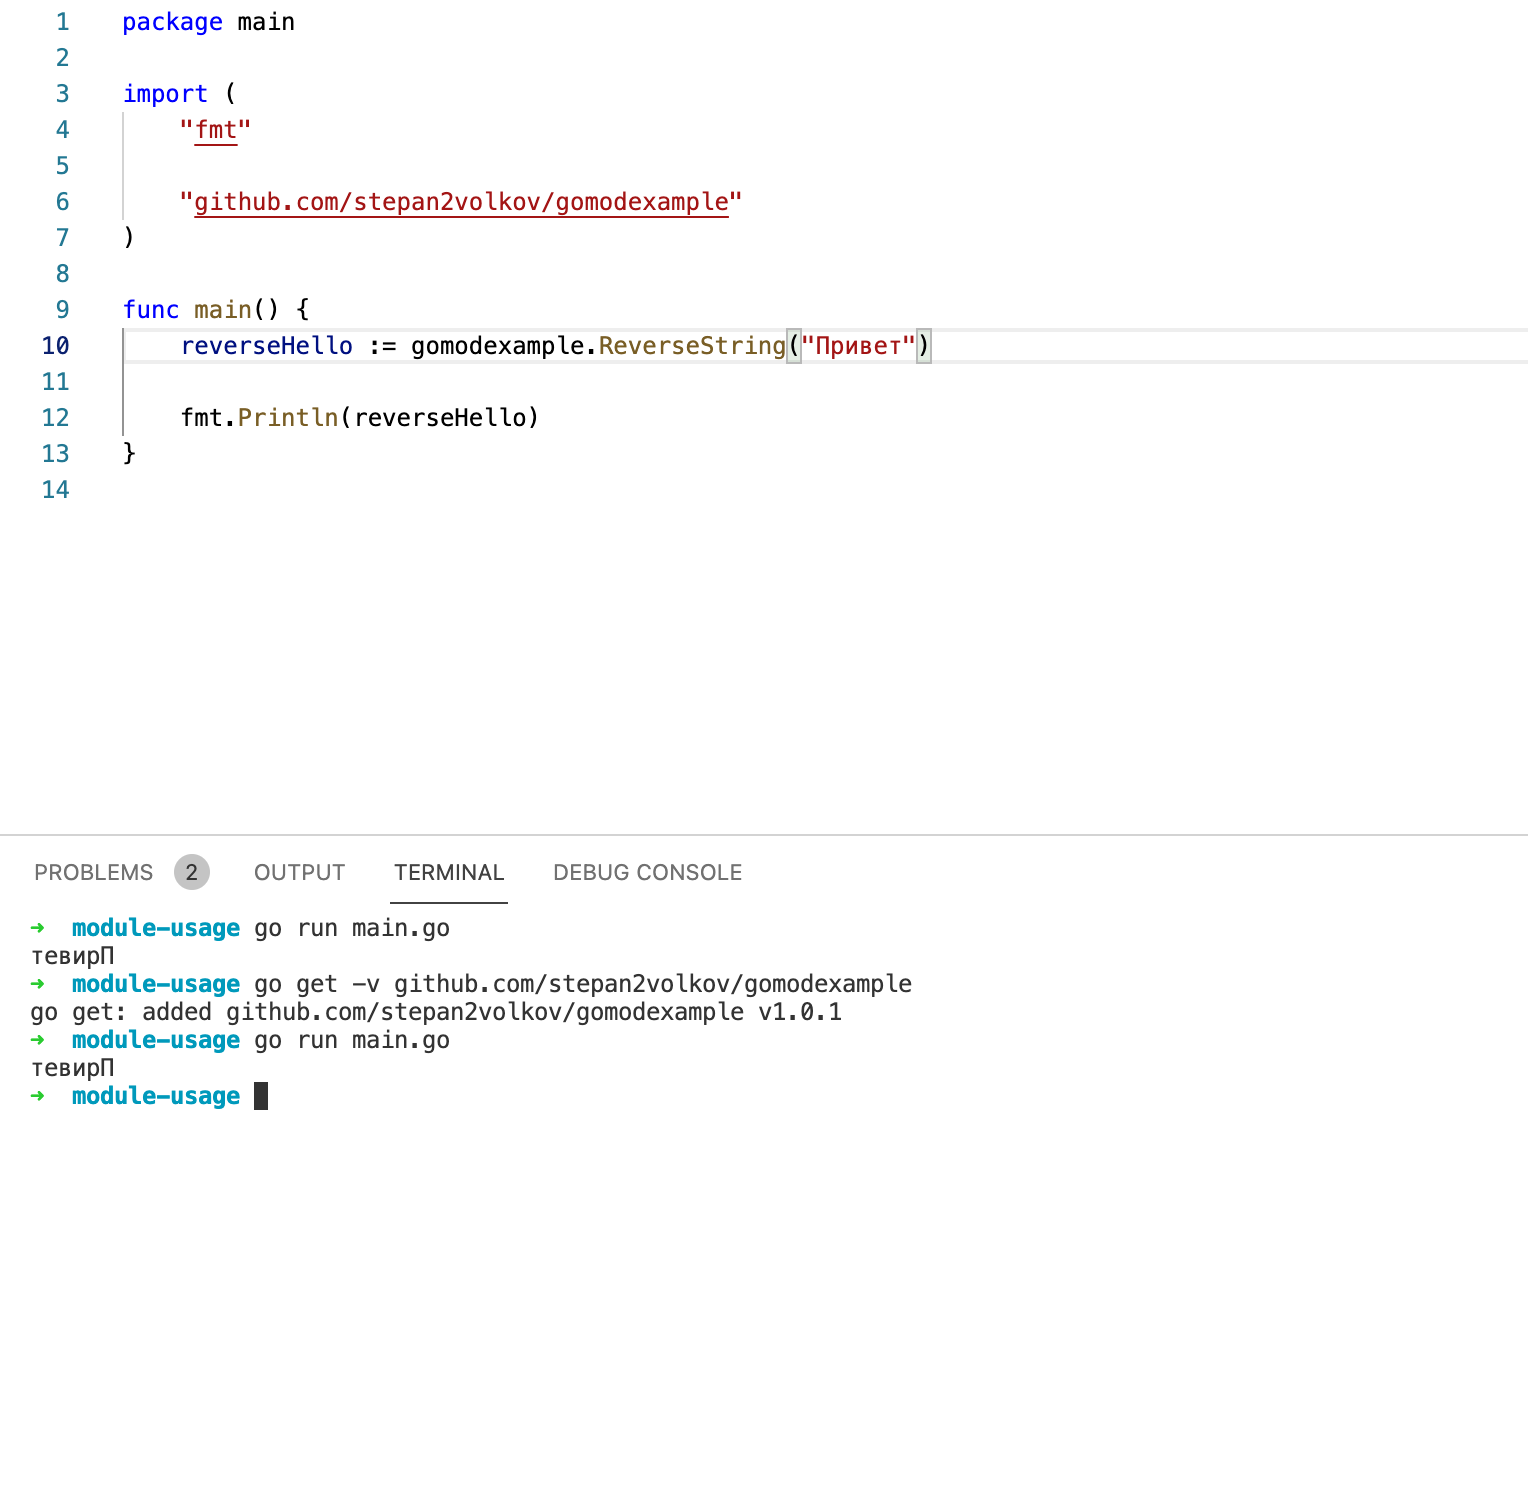 1 package main
2
3 import (
4 "fmt"
5
6 "github.com/stepan2volkov/gomodexample"
7 )
8
9 func main() {
10 reverseHello := gomodexample.ReverseString("Привет")
11
12 fmt.Println(reverseHello)
13 }
14
PROBLEMS 2 OUTPUT TERMINAL DEBUG CONSOLE
➜ module-usage go run main.go
тевирП
➜ module-usage go get -v github.com/stepan2volkov/gomodexample
go get: added github.com/stepan2volkov/gomodexample v1.0.1
➜ module-usage go run main.go
тевирП
➜ module-usage